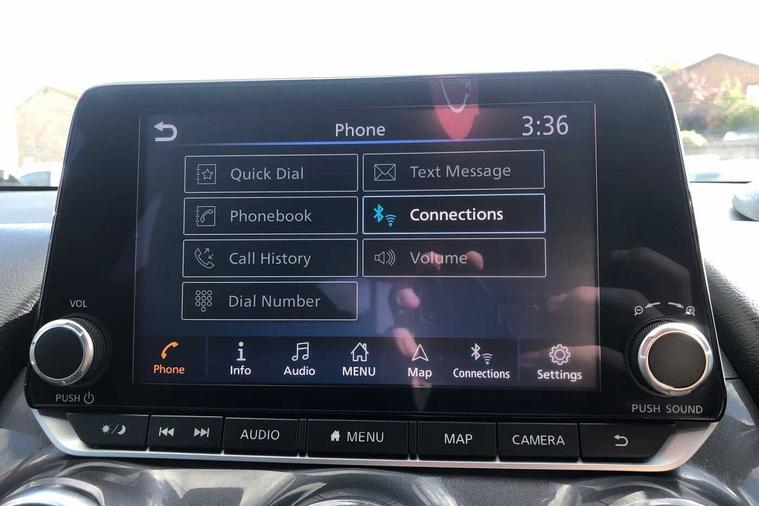 Phone 3:36
Quick Dial Text Message
Phonebook Connections
Call History Volume
Dial Number
VOL
PUSH
Phone Info Audio MENU Map Connections Settings
PUSH SOUND
AUDIO MENU MAP CAMERA